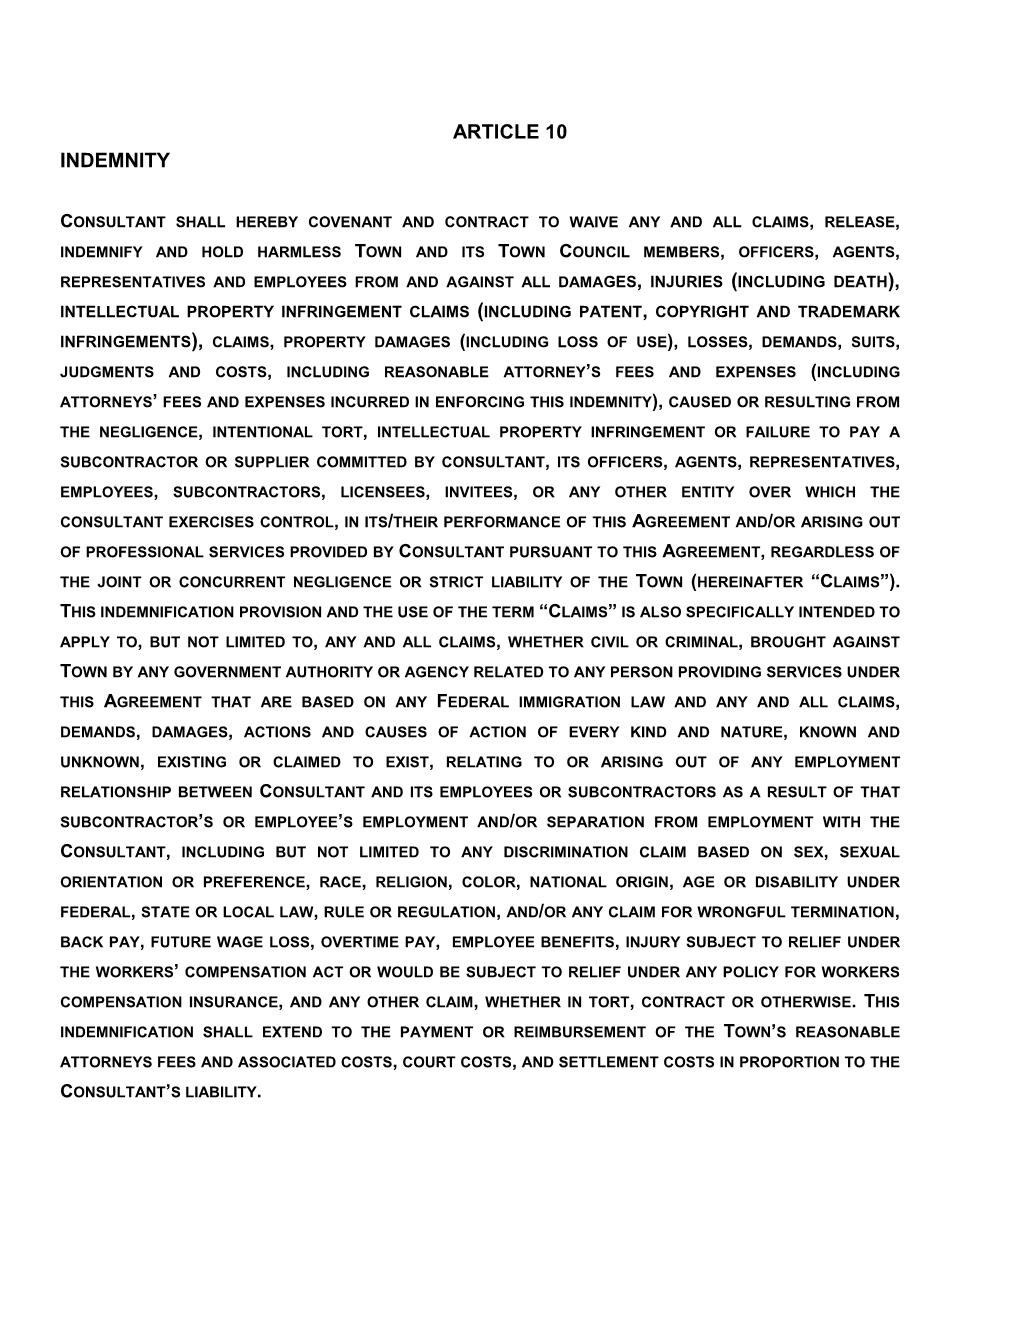 ARTICLE 10
INDEMNITY
CONSULTANT SHALL HEREBY COVENANT AND CONTRACT TO WAIVE ANY AND ALL CLAIMS, RELEASE,
INDEMNIFY AND HOLD HARMLESS TOWN AND ITS TOWN COUNCIL MEMBERS, OFFICERS, AGENTS,
REPRESENTATIVES AND EMPLOYEES FROM AND AGAINST ALL DAMAGES, INJURIES (INCLUDING DEATH),
INTELLECTUAL PROPERTY INFRINGEMENT CLAIMS (INCLUDING PATENT, COPYRIGHT AND TRADEMARK
INFRINGEMENTS), CLAIMS, PROPERTY DAMAGES (INCLUDING LOSS OF USE), LOSSES, DEMANDS, SUITS,
JUDGMENTS AND COSTS, INCLUDING REASONABLE ATTORNEY’S FEES AND EXPENSES (INCLUDING
ATTORNEYS’ FEES AND EXPENSES INCURRED IN ENFORCING THIS INDEMNITY), CAUSED OR RESULTING FROM
THE NEGLIGENCE, INTENTIONAL TORT, INTELLECTUAL PROPERTY INFRINGEMENT OR FAILURE TO PAY A
SUBCONTRACTOR OR SUPPLIER COMMITTED BY CONSULTANT, ITS OFFICERS, AGENTS, REPRESENTATIVES,
EMPLOYEES, SUBCONTRACTORS, LICENSEES, INVITEES, OR ANY OTHER ENTITY OVER WHICH THE
CONSULTANT EXERCISES CONTROL, IN ITS/THEIR PERFORMANCE OF THIS AGREEMENT AND/OR ARISING OUT
OF PROFESSIONAL SERVICES PROVIDED BY CONSULTANT PURSUANT TO THIS AGREEMENT, REGARDLESS OF
THE JOINT OR CONCURRENT NEGLIGENCE OR STRICT LIABILITY OF THE TOWN (HEREINAFTER “CLAIMS”).
THIS INDEMNIFICATION PROVISION AND THE USE OF THE TERM “CLAIMS” IS ALSO SPECIFICALLY INTENDED TO
APPLY TO, BUT NOT LIMITED TO, ANY AND ALL CLAIMS, WHETHER CIVIL OR CRIMINAL, BROUGHT AGAINST
TOWN BY ANY GOVERNMENT AUTHORITY OR AGENCY RELATED TO ANY PERSON PROVIDING SERVICES UNDER
THIS AGREEMENT THAT ARE BASED ON ANY FEDERAL IMMIGRATION LAW AND ANY AND ALL CLAIMS,
DEMANDS, DAMAGES, ACTIONS AND CAUSES OF ACTION OF EVERY KIND AND NATURE, KNOWN AND
UNKNOWN, EXISTING OR CLAIMED TO EXIST, RELATING TO OR ARISING OUT OF ANY EMPLOYMENT
RELATIONSHIP BETWEEN CONSULTANT AND ITS EMPLOYEES OR SUBCONTRACTORS AS A RESULT OF THAT
SUBCONTRACTOR’S OR EMPLOYEE’S EMPLOYMENT AND/OR SEPARATION FROM EMPLOYMENT WITH THE
CONSULTANT, INCLUDING BUT NOT LIMITED TO ANY DISCRIMINATION CLAIM BASED ON SEX, SEXUAL
ORIENTATION OR PREFERENCE, RACE, RELIGION, COLOR, NATIONAL ORIGIN, AGE OR DISABILITY UNDER
FEDERAL, STATE OR LOCAL LAW, RULE OR REGULATION, AND/OR ANY CLAIM FOR WRONGFUL TERMINATION,
BACK PAY, FUTURE WAGE LOSS, OVERTIME PAY, EMPLOYEE BENEFITS, INJURY SUBJECT TO RELIEF UNDER
THE WORKERS’ COMPENSATION ACT OR WOULD BE SUBJECT TO RELIEF UNDER ANY POLICY FOR WORKERS
COMPENSATION INSURANCE, AND ANY OTHER CLAIM, WHETHER IN TORT, CONTRACT OR OTHERWISE. THIS
INDEMNIFICATION SHALL EXTEND TO THE PAYMENT OR REIMBURSEMENT OF THE TOWN’S REASONABLE
ATTORNEYS FEES AND ASSOCIATED COSTS, COURT COSTS, AND SETTLEMENT COSTS IN PROPORTION TO THE
CONSULTANT’S LIABILITY.